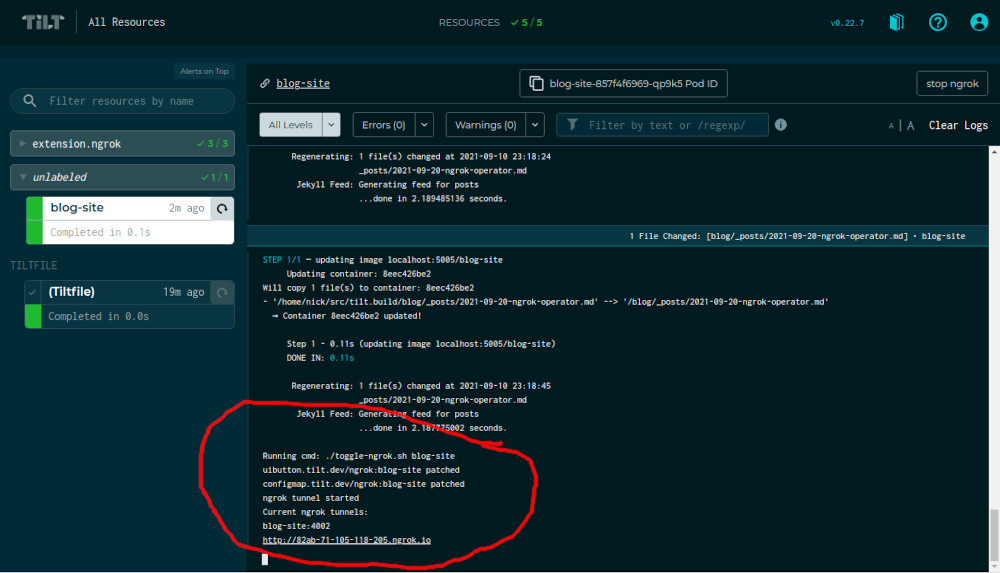 TILT All Resources RESOURCES ✓ 5 / 5 v0.22.7
Alerts on Top
Filter resources by name
extension.ngrok ✓ 3 / 3
unlabeled ✓ 1 / 1
blog-site 2m ago
Completed in 0.1s
TILTFILE
(Tiltfile) 19m ago
Completed in 0.0s
blog-site blog-site-857f4f6969-qp9k5 Pod ID stop ngrok
All Levels Errors (0) Warnings (0) Filter by text or /regexp/ A | A Clear Logs
Regenerating: 1 file(s) changed at 2021-09-10 23:18:24
_posts/2021-09-20-ngrok-operator.md
Jekyll Feed: Generating feed for posts
...done in 2.189485136 seconds.
1 File Changed: [blog/_posts/2021-09-20-ngrok-operator.md] • blog-site
STEP 1/1 — updating image localhost:5005/blog-site
Updating container: 8eec426be2
Will copy 1 file(s) to container: 8eec426be2
- '/home/nick/src/tilt.build/blog/_posts/2021-09-20-ngrok-operator.md' --> '/blog/_posts/2021-09-20-ngrok-operator.md'
→ Container 8eec426be2 updated!
Step 1 - 0.11s (updating image localhost:5005/blog-site)
DONE IN: 0.11s
Regenerating: 1 file(s) changed at 2021-09-10 23:18:45
_posts/2021-09-20-ngrok-operator.md
Jekyll Feed: Generating feed for posts
...done in 2.187775002 seconds.
Running cmd: ./toggle-ngrok.sh blog-site
uibutton.tilt.dev/ngrok:blog-site patched
configmap.tilt.dev/ngrok:blog-site patched
ngrok tunnel started
Current ngrok tunnels:
blog-site:4002
http://82ab-71-105-118-205.ngrok.io